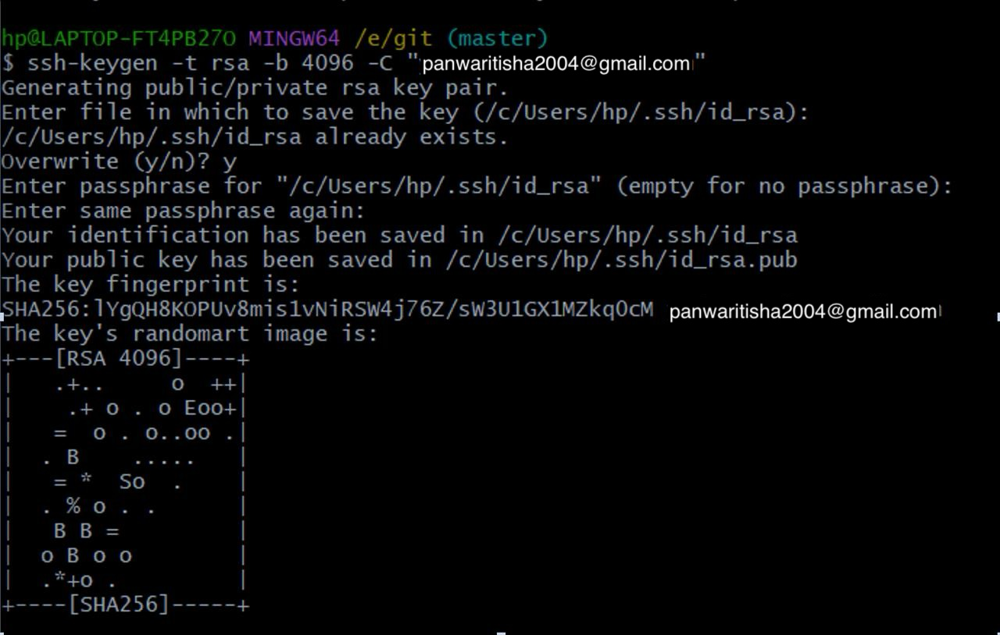 hp@LAPTOP-FT4PB27O MINGW64 /e/git (master)
$ ssh-keygen -t rsa -b 4096 -C "panwaritisha2004@gmail.com"
Generating public/private rsa key pair.
Enter file in which to save the key (/c/Users/hp/.ssh/id_rsa):
/c/Users/hp/.ssh/id_rsa already exists.
Overwrite (y/n)? y
Enter passphrase for "/c/Users/hp/.ssh/id_rsa" (empty for no passphrase):
Enter same passphrase again:
Your identification has been saved in /c/Users/hp/.ssh/id_rsa
Your public key has been saved in /c/Users/hp/.ssh/id_rsa.pub
The key fingerprint is:
SHA256:lYgQH8KOPUv8mis1vNiRSW4j76Z/sW3U1GX1MZkq0cM panwaritisha2004@gmail.com
The key's randomart image is:
+---[RSA 4096]----+
|   .+..     o  ++|
|    .+ o . o Eoo+|
|   =  o . o..oo .|
|  . B    .....   |
|   = *  So  .    |
|  . % o . .      |
|   B B =         |
|  o B o o        |
|  .*+o .         |
+----[SHA256]-----+